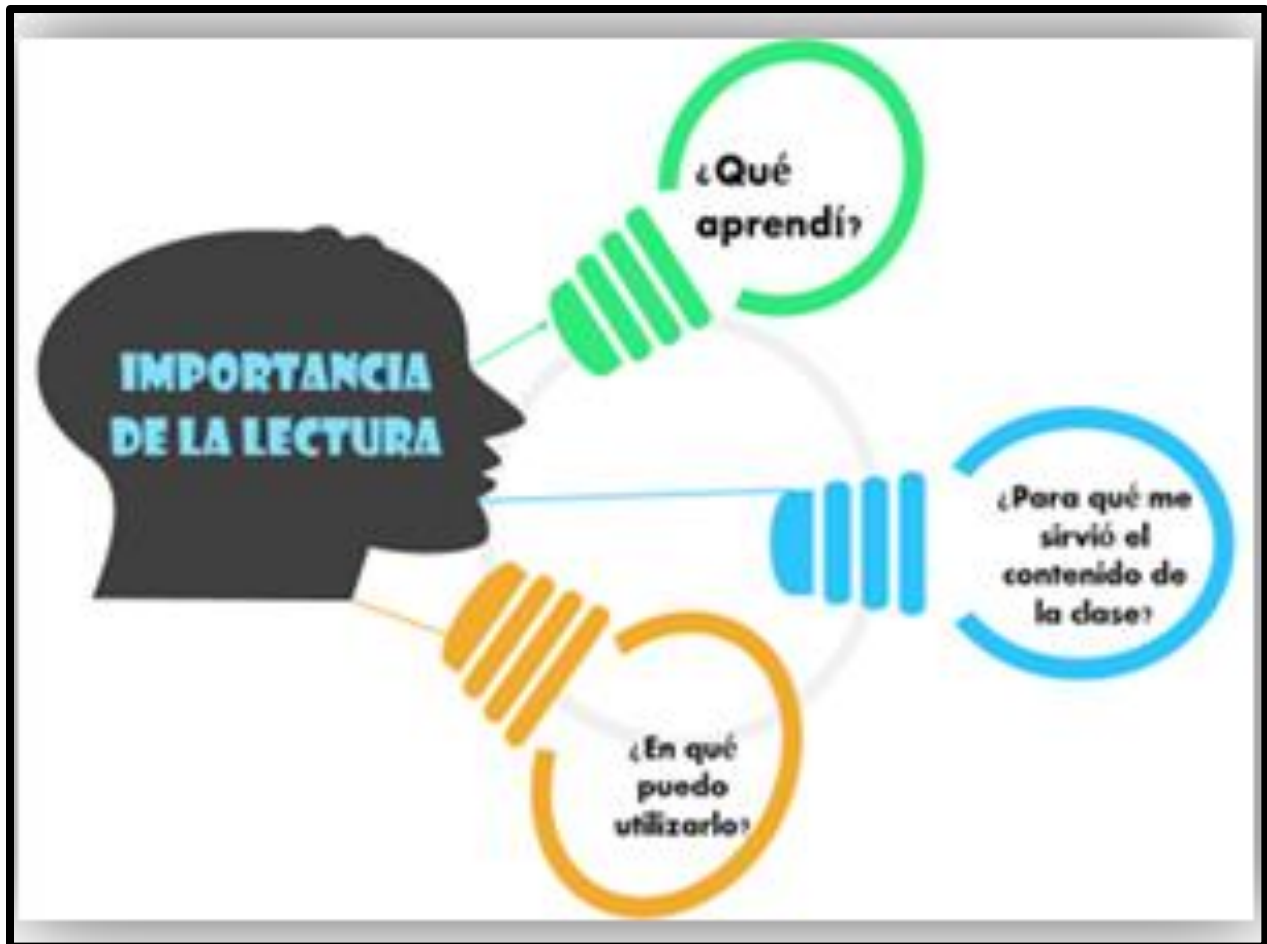 IMPORTANCIA
DE LA LECTURA
¿Qué
aprendí?
¿Para qué me
sirvió el
contenido de
la clase?
¿En qué
puedo
utilizarlo?